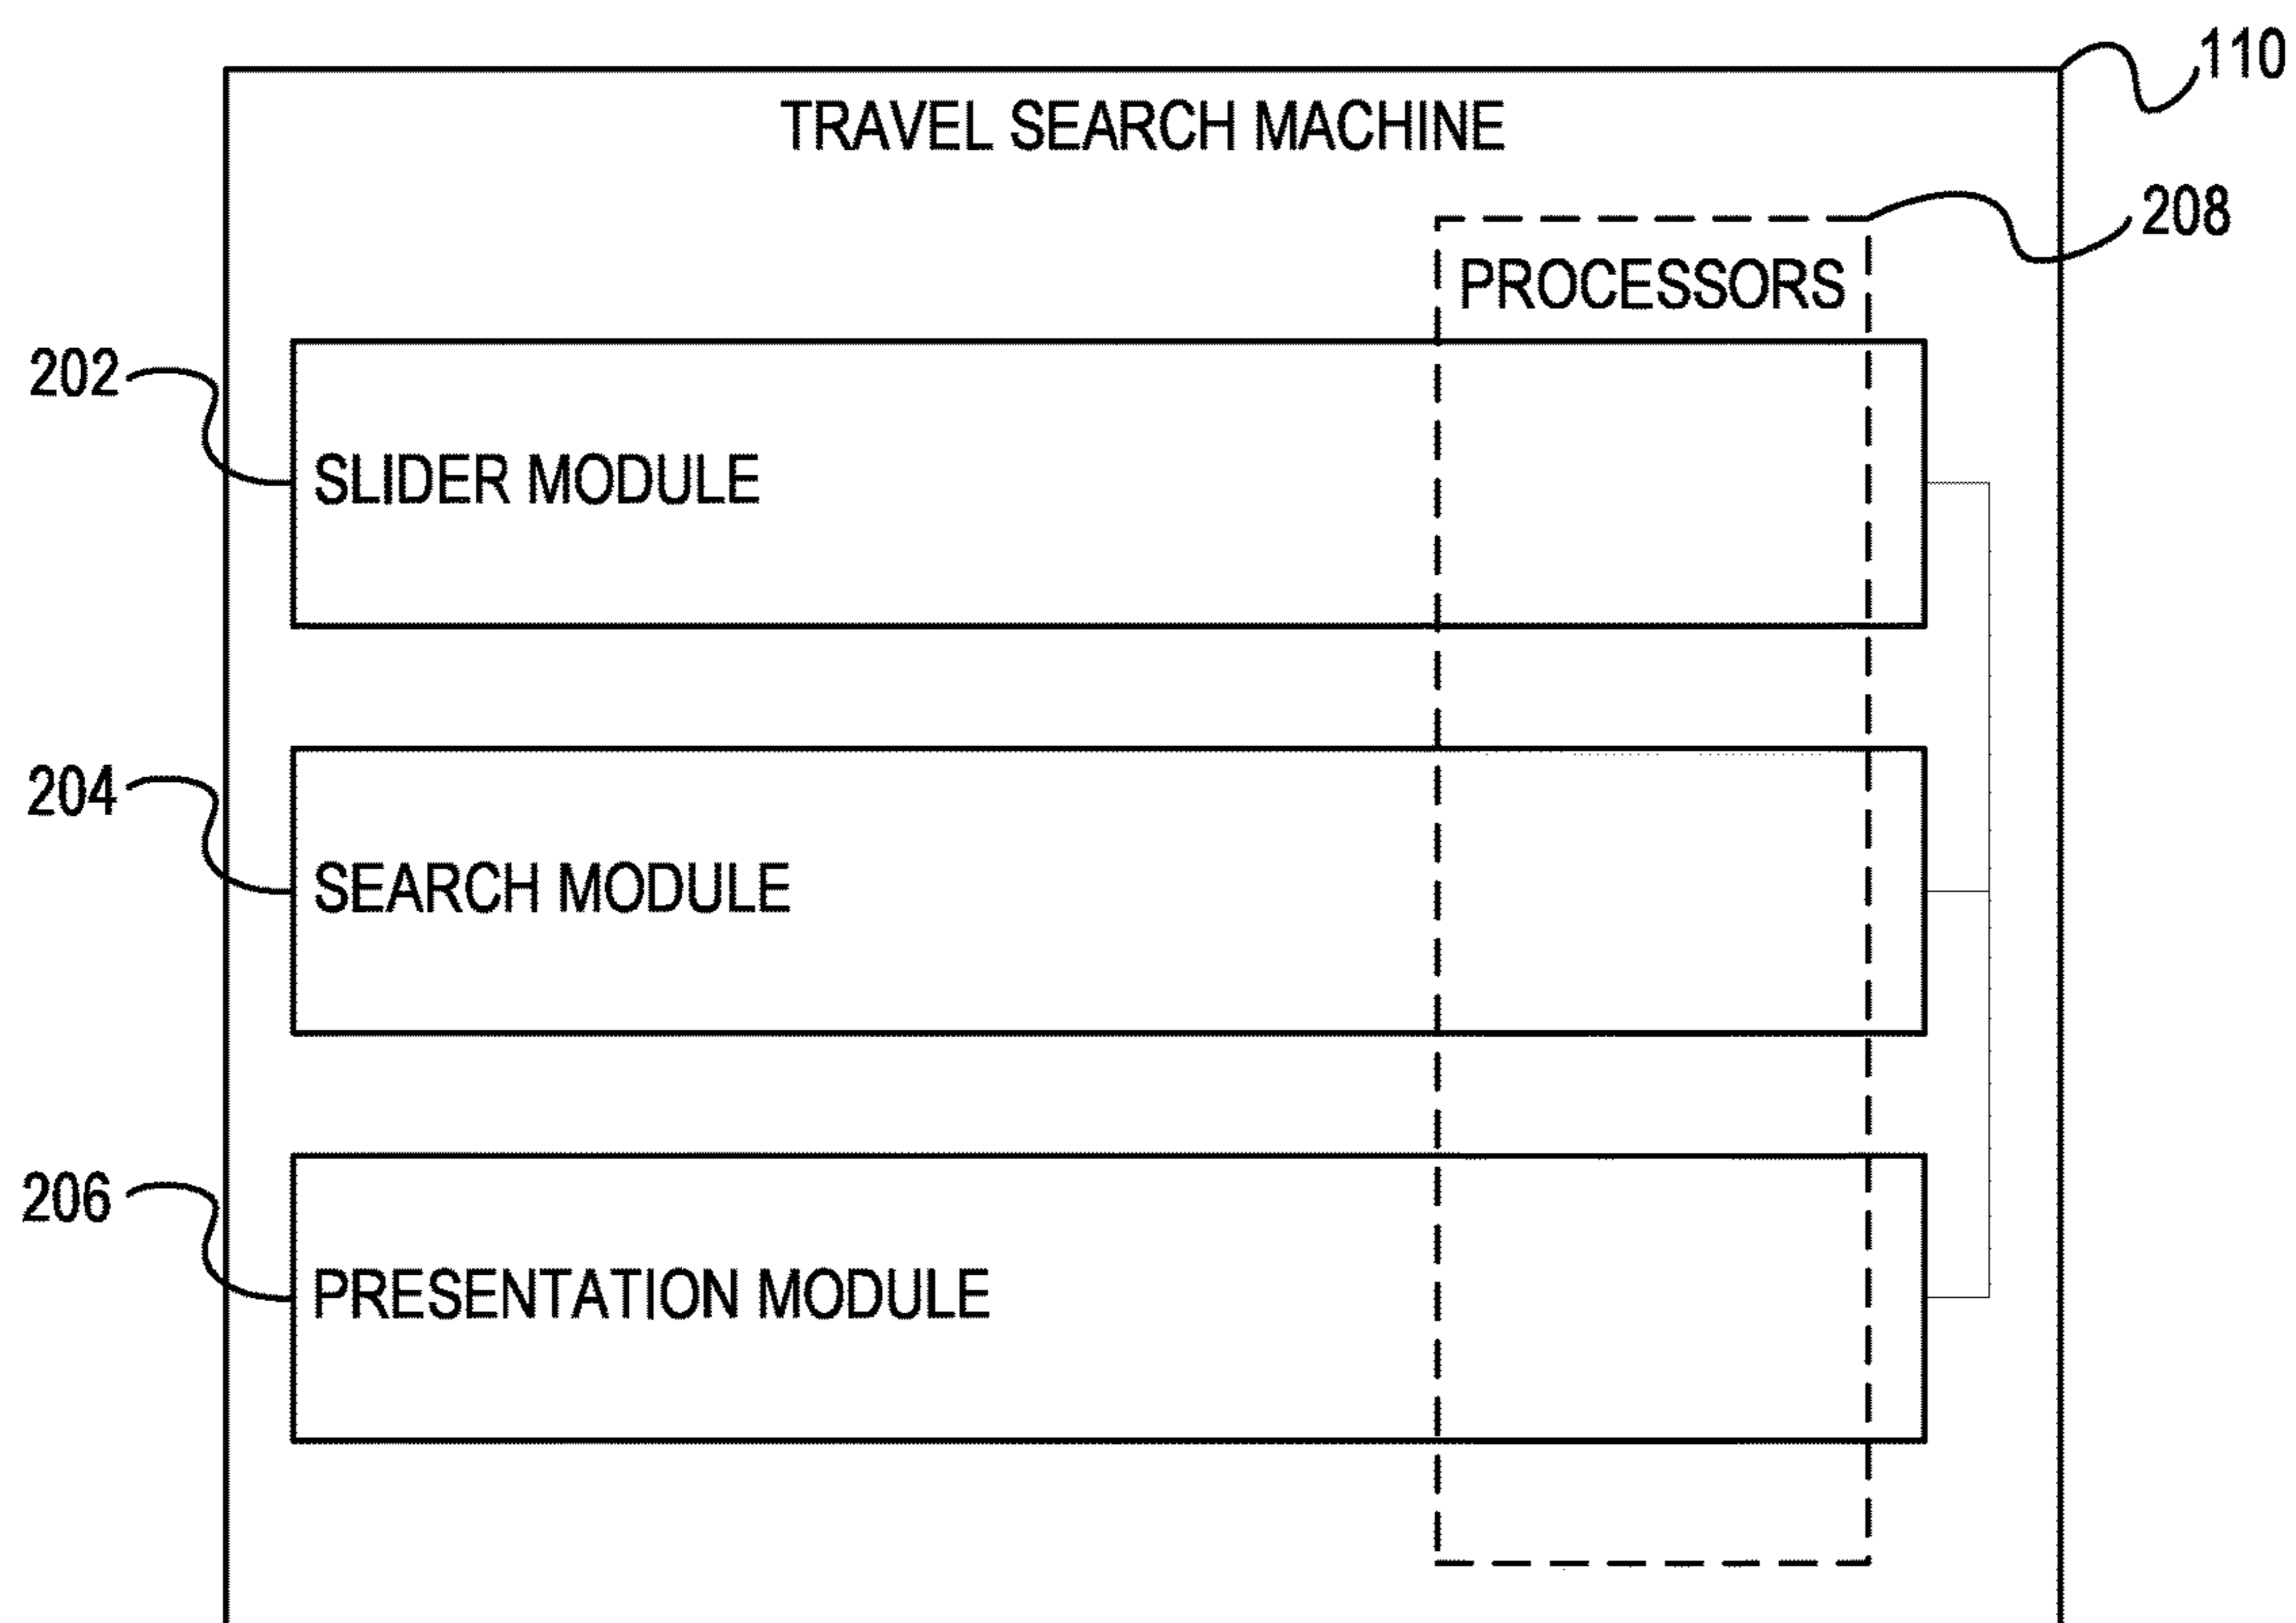 110
TRAVEL SEARCH MACHINE
208
PROCESSORS
202
SLIDER MODULE
204
SEARCH MODULE
206
PRESENTATION MODULE